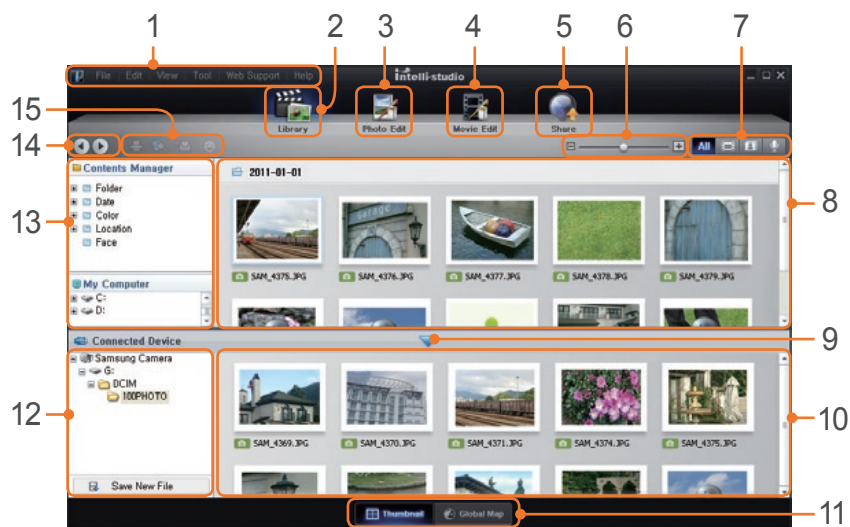 1 2 3 4 5 6 7
File Edit View Tool Web Support Help
intelli-studio
15
Library Photo Edit Movie Edit Share
14
All
Contents Manager
2011-01-01
Folder
Date
Color
Location
Face
13
8
SAM_4375.JPG SAM_4376.JPG SAM_4377.JPG SAM_4378.JPG SAM_4379.JPG
My Computer
C:
D:
Connected Device
9
Samsung Camera
G:
DCIM
100PHOTO
12
10
SAM_4369.JPG SAM_4370.JPG SAM_4371.JPG SAM_4374.JPG SAM_4375.JPG
Save New File
Thumbnail Global Map
11